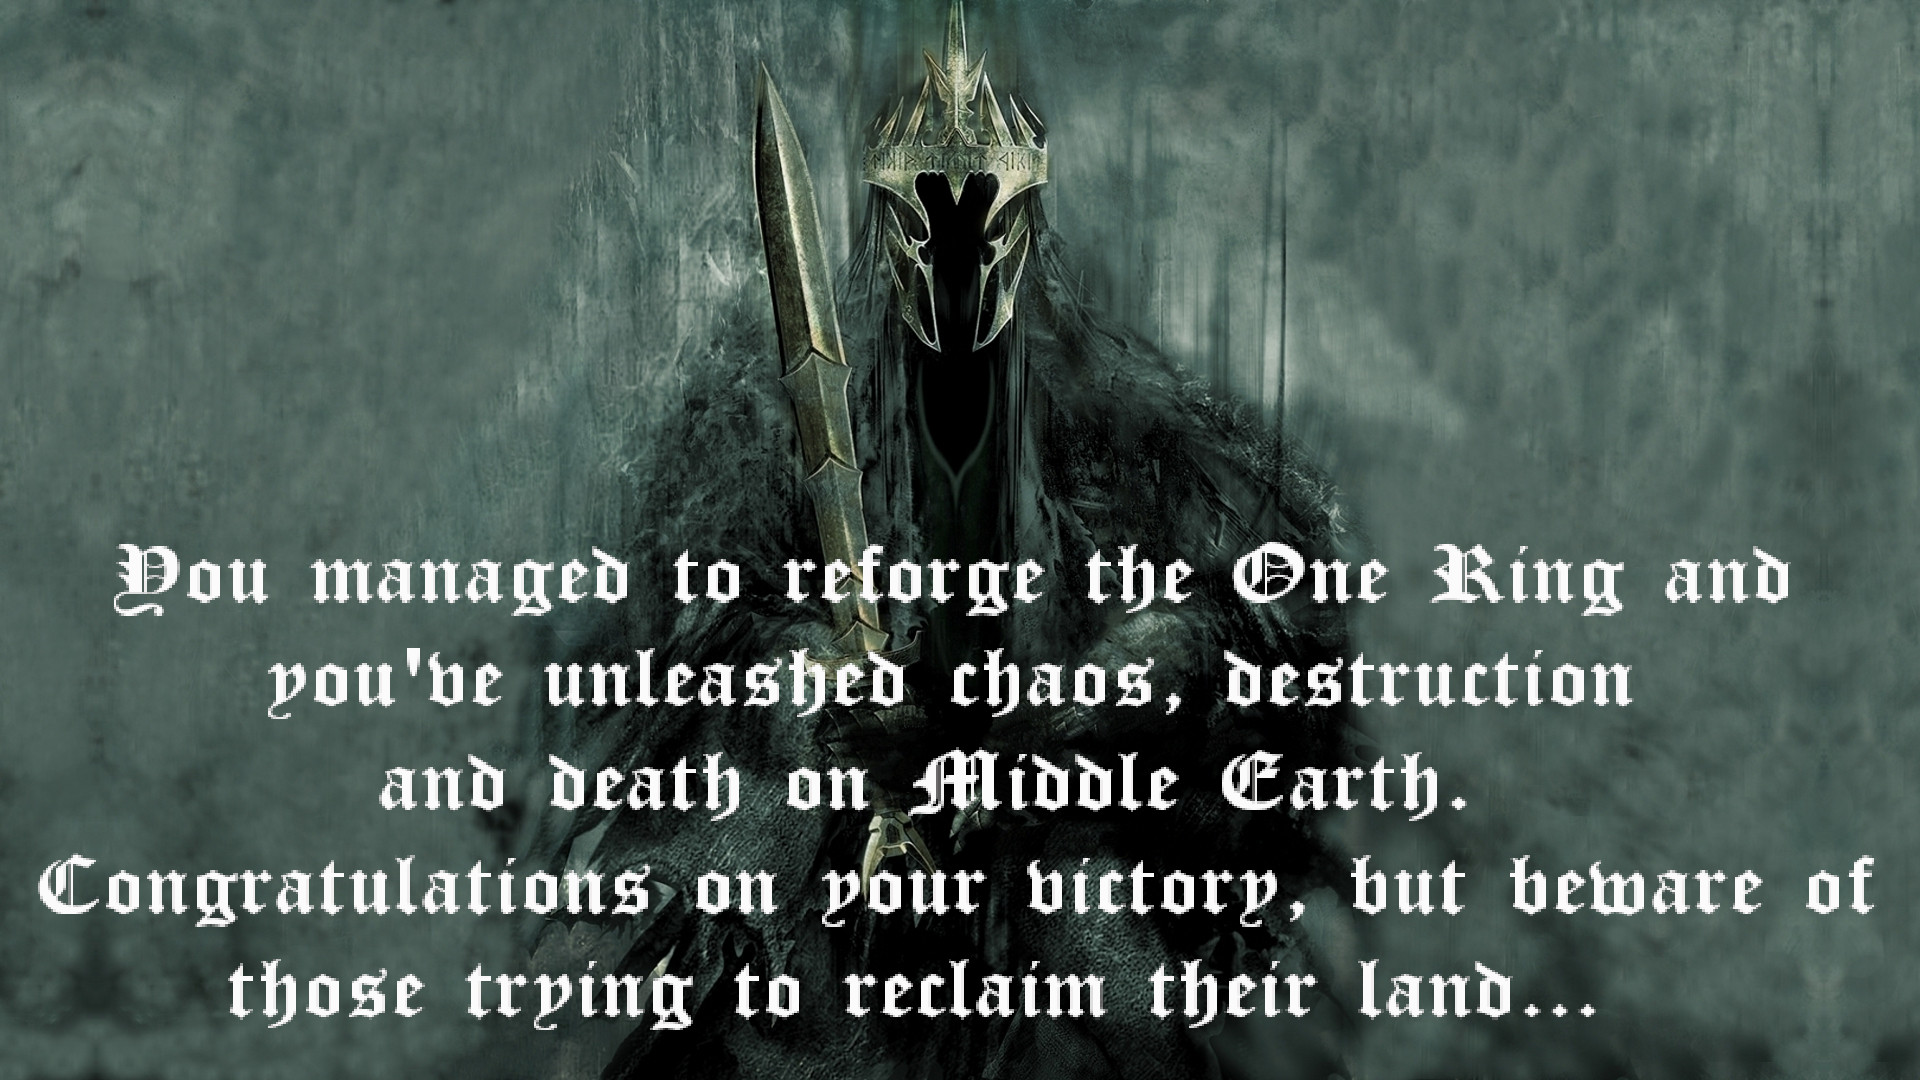 You managed to reforge the One Ring and
you've unleashed chaos, destruction
and death on Middle Earth.
Congratulations on your victory, but beware of
those trying to reclaim their land...